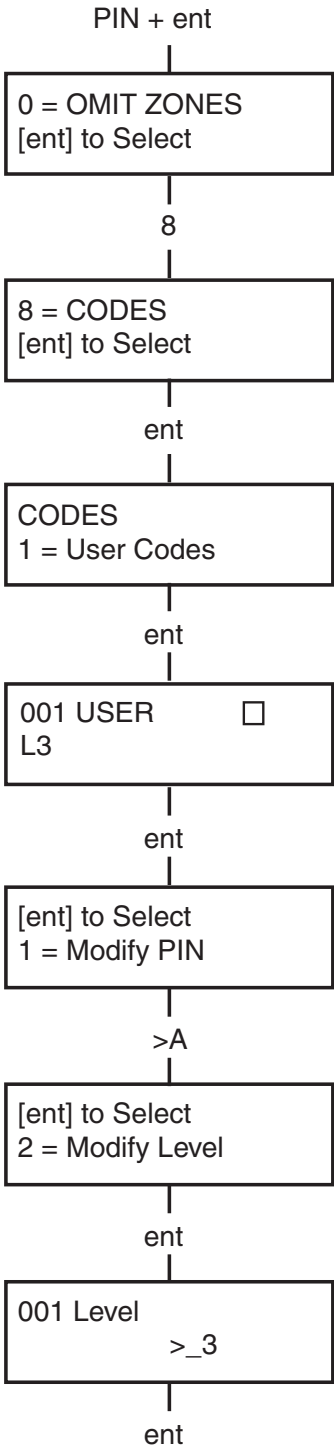 PIN + ent
0 = OMIT ZONES
[ent] to Select
8
8 = CODES
[ent] to Select
ent
CODES
1 = User Codes
ent
001 USER □
L3
ent
[ent] to Select
1 = Modify PIN
>A
[ent] to Select
2 = Modify Level
ent
001 Level
>_3
ent